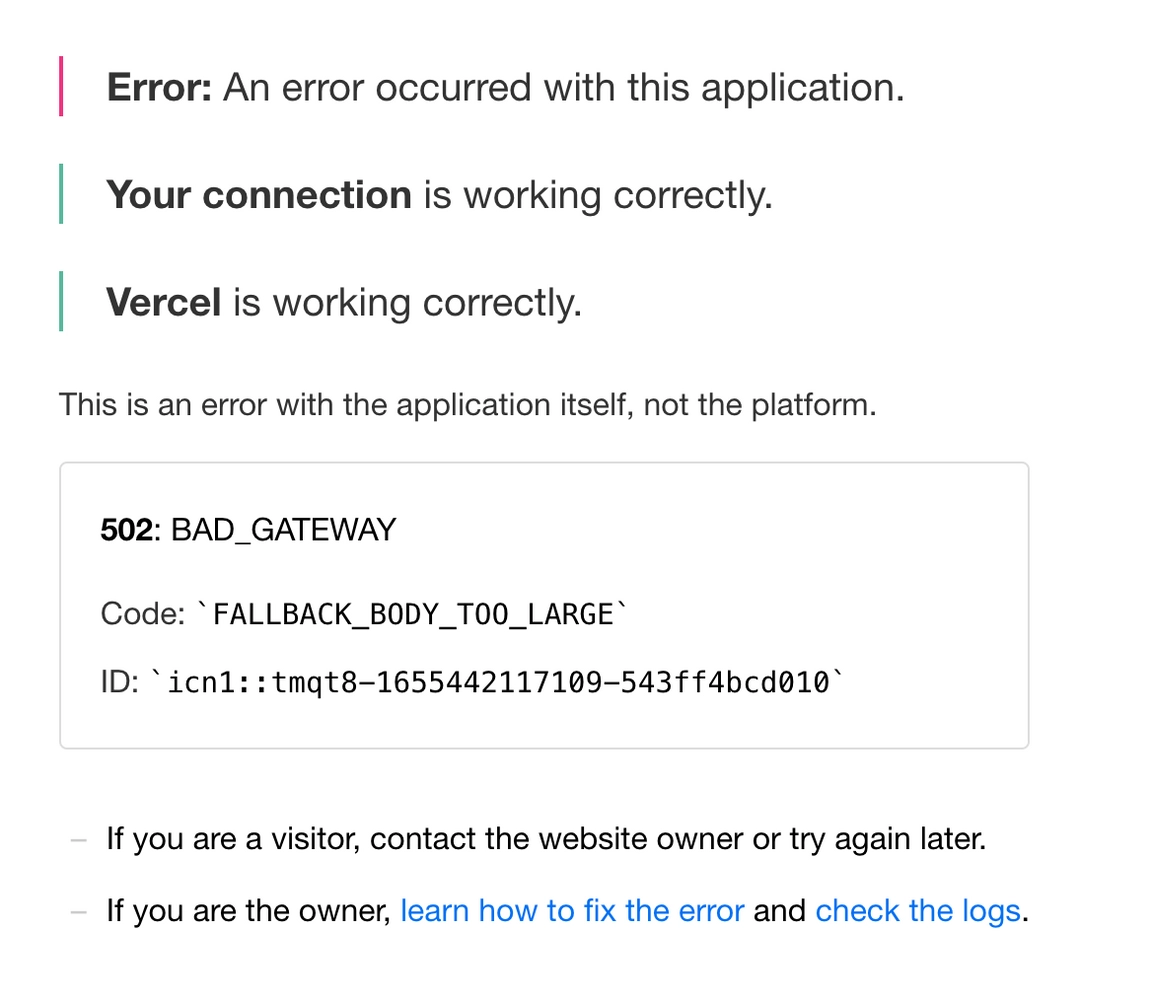 Error: An error occurred with this application.
Your connection is working correctly.
Vercel is working correctly.
This is an error with the application itself, not the platform.
502: BAD_GATEWAY
Code: `FALLBACK_BODY_TOO_LARGE`
ID: `icn1::tmqt8-1655442117109-543ff4bcd010`
– If you are a visitor, contact the website owner or try again later.
– If you are the owner, learn how to fix the error and check the logs.